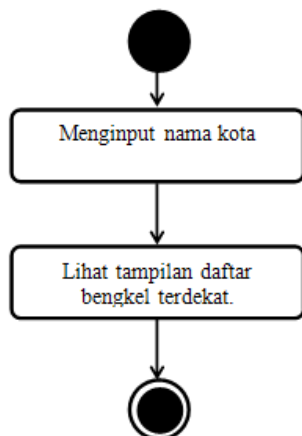 Menginput nama kota
Lihat tampilan daftar
bengkel terdekat.